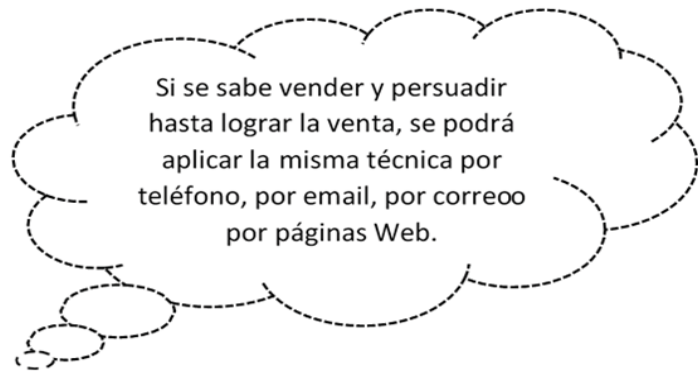 Si se sabe vender y persuadir
hasta lograr la venta, se podrá
aplicar la misma técnica por
teléfono, por email, por correoo
por páginas Web.